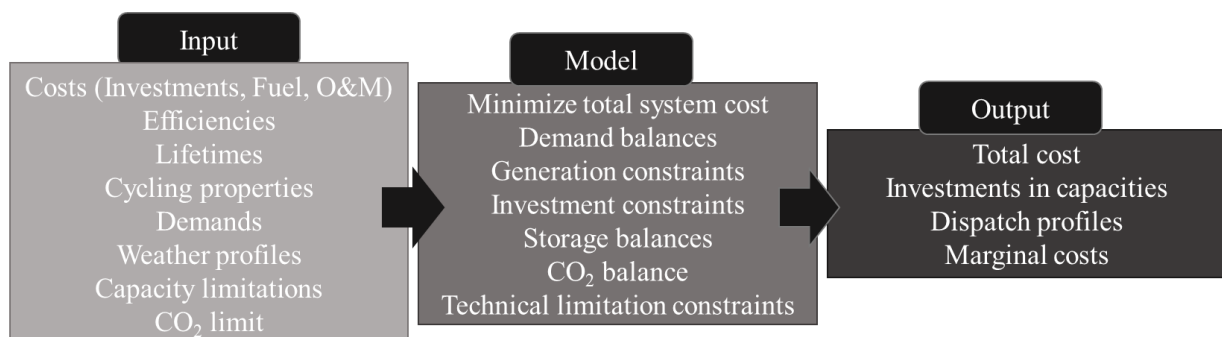 Input
Costs (Investments, Fuel, O&M)
Efficiencies
Lifetimes
Cycling properties
Demands
Weather profiles
Capacity limitations
CO₂ limit
Model
Minimize total system cost
Demand balances
Generation constraints
Investment constraints
Storage balances
CO₂ balance
Technical limitation constraints
Output
Total cost
Investments in capacities
Dispatch profiles
Marginal costs